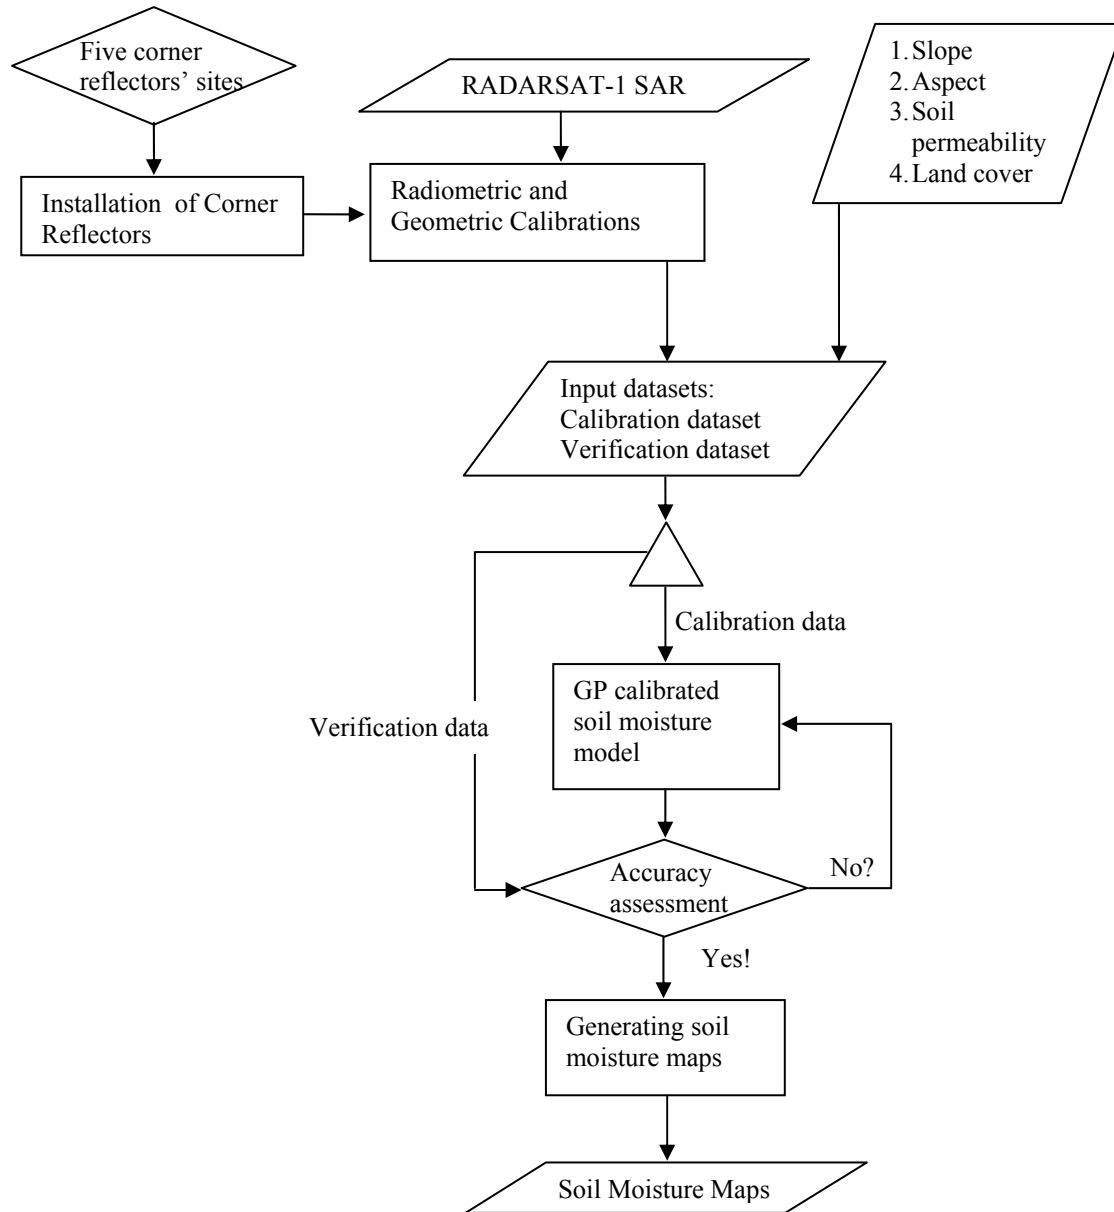 Five corner
reflectors’ sites
RADARSAT-1 SAR
1. Slope
2. Aspect
3. Soil
permeability
4. Land cover
Installation of Corner
Reflectors
Radiometric and
Geometric Calibrations
Input datasets:
Calibration dataset
Verification dataset
Calibration data
GP calibrated
soil moisture
model
Verification data
Accuracy
assessment
No?
Yes!
Generating soil
moisture maps
Soil Moisture Maps